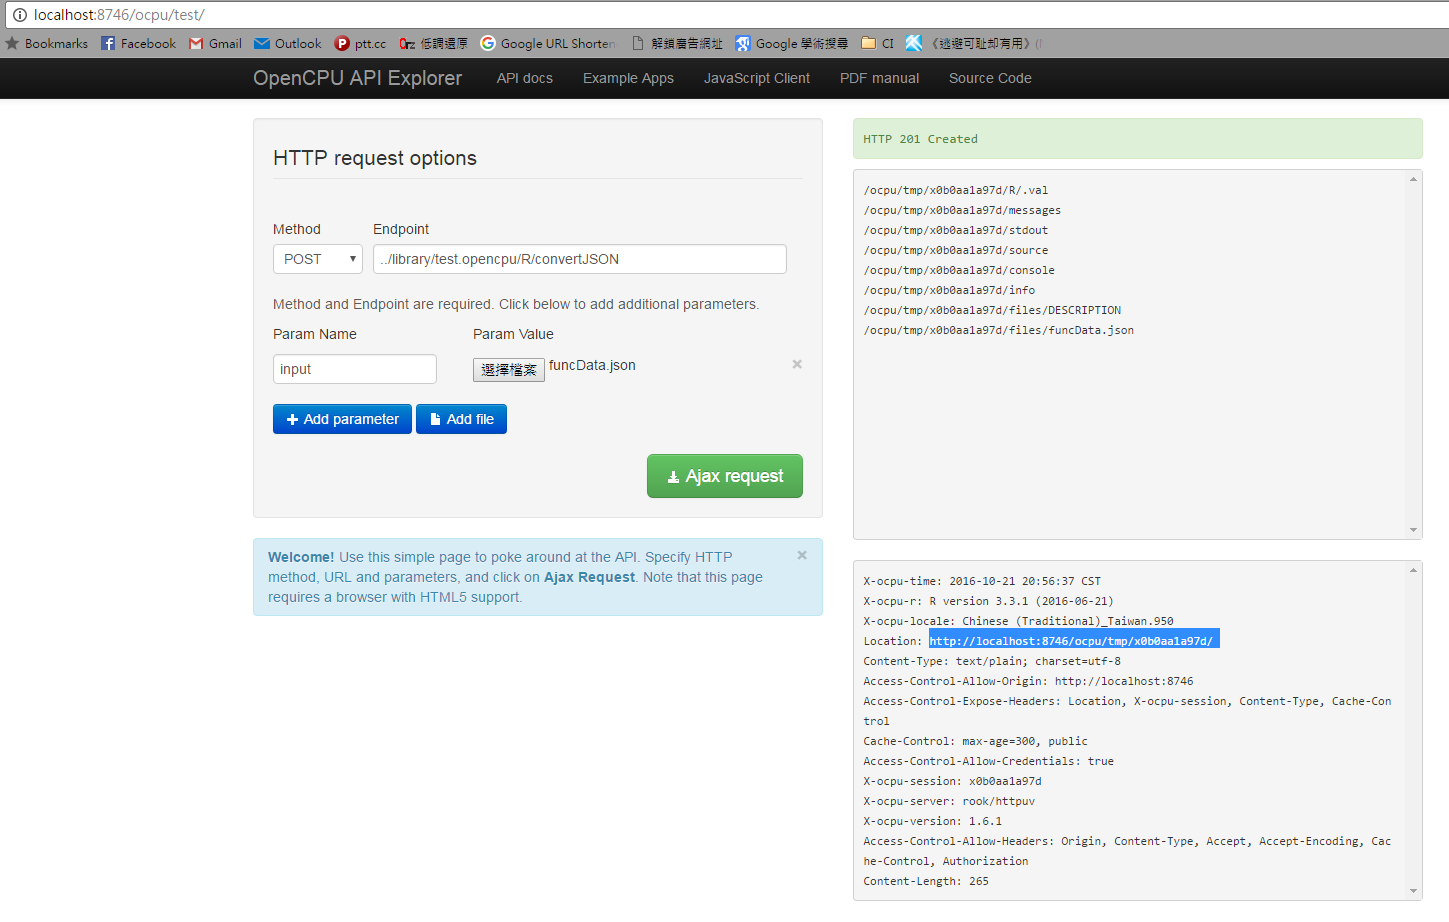 localhost:8746/ocpu/test/
Bookmarks Facebook Gmail Outlook ptt.cc 低調還原 Google URL Shorten 解鎖廣告網址 Google 學術搜尋 CI 《逃避可耻却有用》
OpenCPU API Explorer API docs Example Apps JavaScript Client PDF manual Source Code
HTTP request options
Method Endpoint
POST ../library/test.opencpu/R/convertJSON
Method and Endpoint are required. Click below to add additional parameters.
Param Name Param Value
input 選擇檔案 funcData.json ×
Add parameter Add file
Ajax request
Welcome! Use this simple page to poke around at the API. Specify HTTP ×
method, URL and parameters, and click on Ajax Request. Note that this page
requires a browser with HTML5 support.
HTTP 201 Created
/ocpu/tmp/x0b0aa1a97d/R/.val
/ocpu/tmp/x0b0aa1a97d/messages
/ocpu/tmp/x0b0aa1a97d/stdout
/ocpu/tmp/x0b0aa1a97d/source
/ocpu/tmp/x0b0aa1a97d/console
/ocpu/tmp/x0b0aa1a97d/info
/ocpu/tmp/x0b0aa1a97d/files/DESCRIPTION
/ocpu/tmp/x0b0aa1a97d/files/funcData.json
X-ocpu-time: 2016-10-21 20:56:37 CST
X-ocpu-r: R version 3.3.1 (2016-06-21)
X-ocpu-locale: Chinese (Traditional)_Taiwan.950
Location: http://localhost:8746/ocpu/tmp/x0b0aa1a97d/
Content-Type: text/plain; charset=utf-8
Access-Control-Allow-Origin: http://localhost:8746
Access-Control-Expose-Headers: Location, X-ocpu-session, Content-Type, Cache-Con
trol
Cache-Control: max-age=300, public
Access-Control-Allow-Credentials: true
X-ocpu-session: x0b0aa1a97d
X-ocpu-server: rook/httpuv
X-ocpu-version: 1.6.1
Access-Control-Allow-Headers: Origin, Content-Type, Accept, Accept-Encoding, Cac
he-Control, Authorization
Content-Length: 265